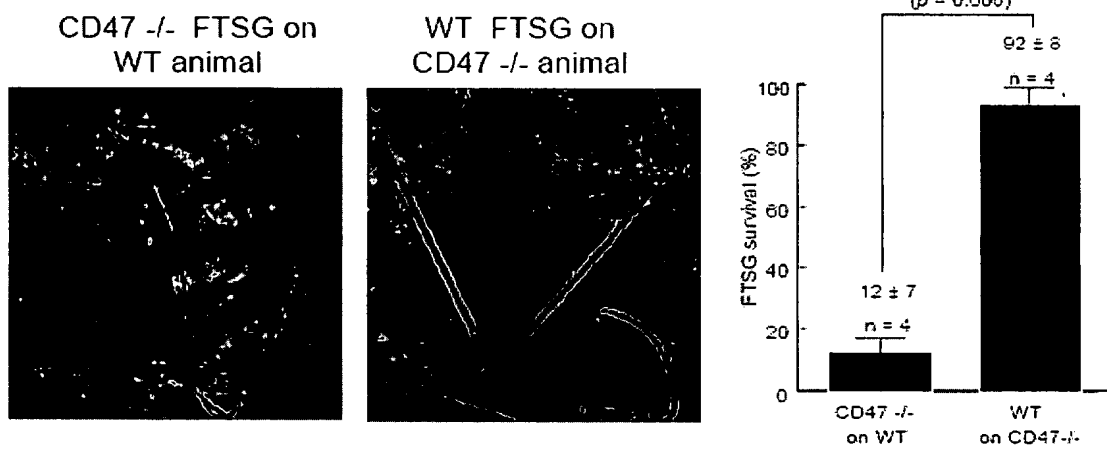 CD47 -/- FTSG on
WT animal
WT FTSG on
CD47 -/- animal
92 ± 8
n = 4
12 ± 7
n = 4
FTSG survival (%)
100
80
60
40
20
0
CD47 -/-
on WT
WT
on CD47-/-